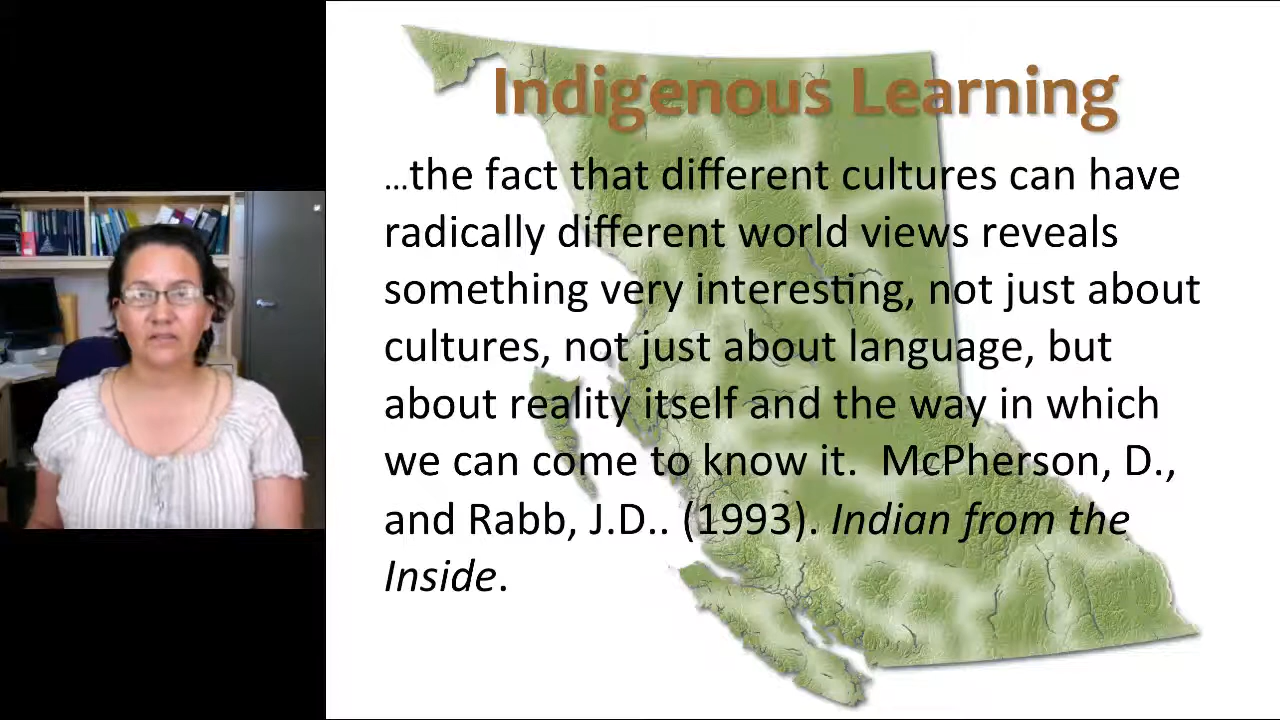 Indigenous Learning
...the fact that different cultures can have
radically different world views reveals
something very interesting, not just about
cultures, not just about language, but
about reality itself and the way in which
we can come to know it.  McPherson, D.,
and Rabb, J.D.. (1993). Indian from the
Inside.